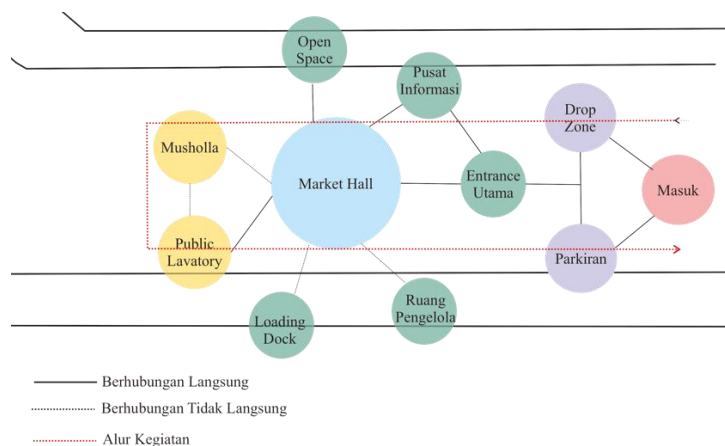 Open
Space
Pusat
Informasi
Drop
Zone
Musholla
Market Hall
Entrance
Utama
Masuk
Public
Lavatory
Parkiran
Loading
Dock
Ruang
Pengelola
Berhubungan Langsung
Berhubungan Tidak Langsung
Alur Kegiatan